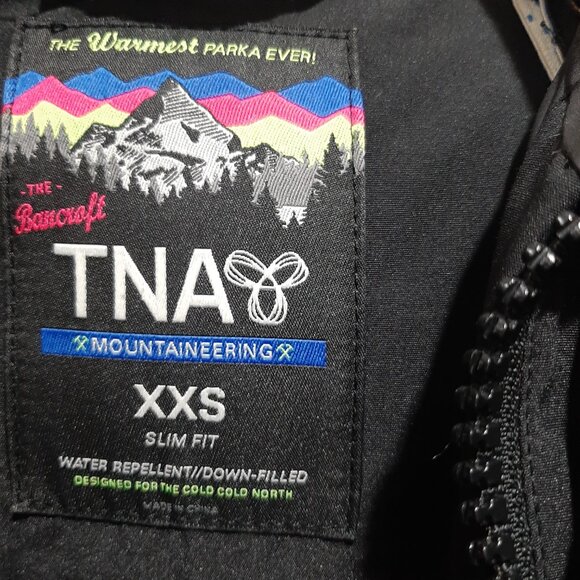 THE Warmest PARKA EVER!
-THE-
Bancroft
TNA
MOUNTAINEERING
XXS
SLIM FIT
WATER REPELLENT//DOWN-FILLED
DESIGNED FOR THE COLD COLD NORTH
MADE IN CHINA